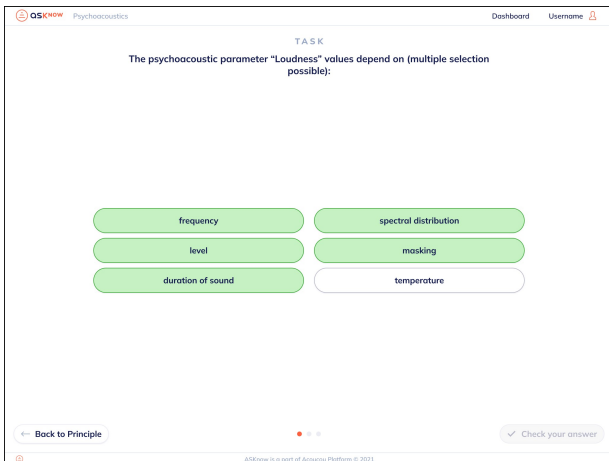 ASKNOW Psychoacoustics Dashboard Username
TASK
The psychoacoustic parameter “Loudness” values depend on (multiple selection
possible):
frequency spectral distribution
level masking
duration of sound temperature
← Back to Principle ✓ Check your answer
ASKnow is a part of Acoucou Platform © 2021